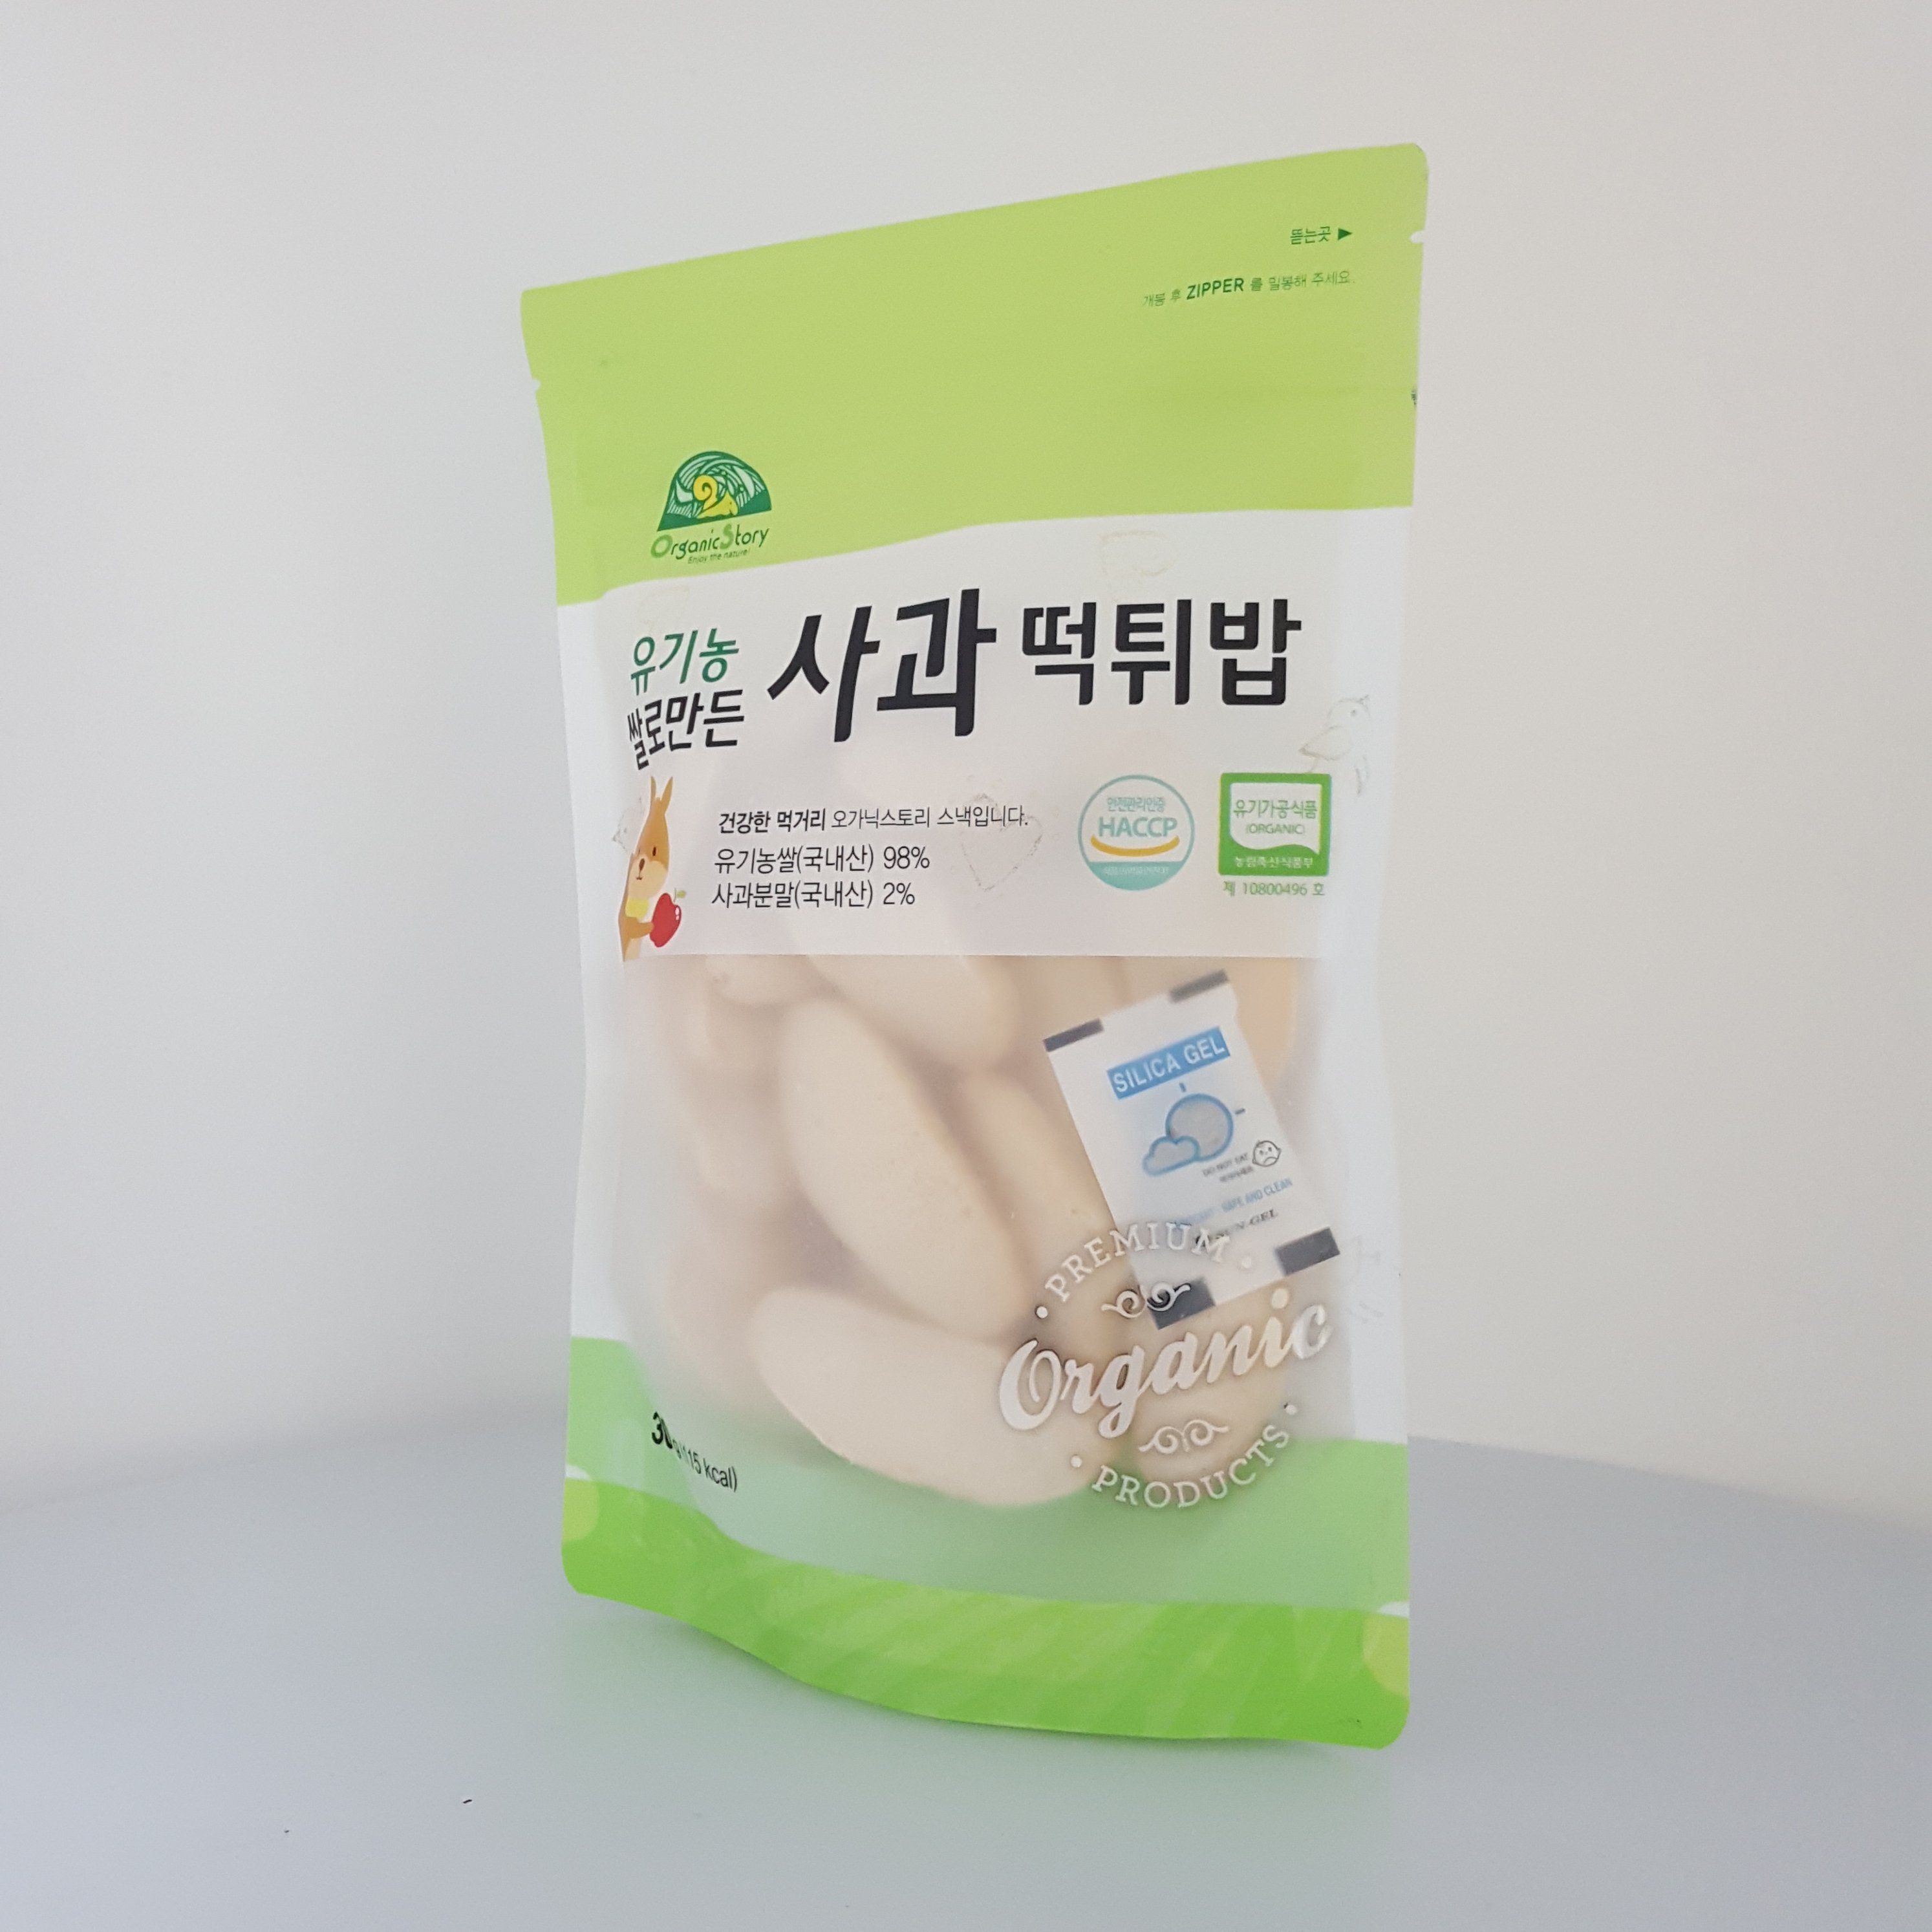 뜯는곳 ▶
개봉 후 ZIPPER 를 밀봉해 주세요.
OrganicStory
Enjoy the nature!
유기농
쌀로만든
사과 떡튀밥
건강한 먹거리 오가닉스토리 스낵입니다.
유기농쌀(국내산) 98%
사과분말(국내산) 2%
안전관리인증
HACCP
유기가공식품
(ORGANIC)
농림축산식품부
제 10800496 호
SILICA GEL
DO NOT EAT
SAFE AND CLEAN
PREMIUM
Organic
PRODUCTS
30g (115 kcal)